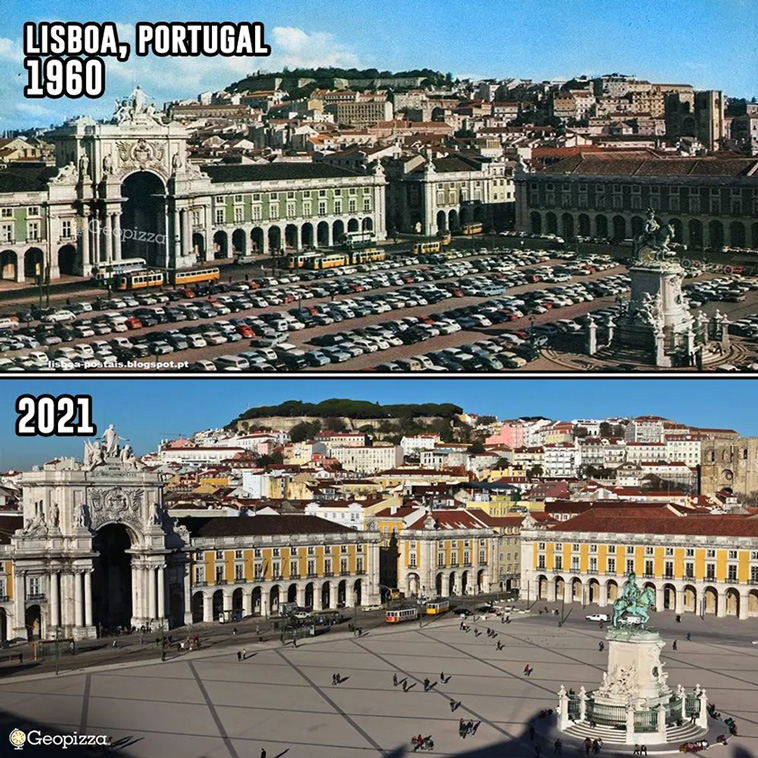 LISBOA, PORTUGAL
1960
Geopizza
lisboa-postais.blogspot.pt
2021
Geopizza